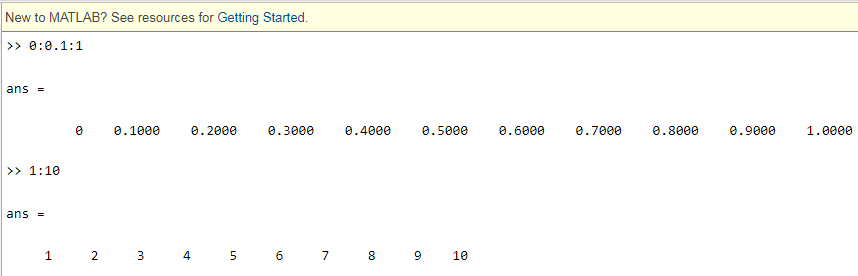 New to MATLAB? See resources for Getting Started.
>> 0:0.1:1
ans =
0 0.1000 0.2000 0.3000 0.4000 0.5000 0.6000 0.7000 0.8000 0.9000 1.0000
>> 1:10
ans =
1 2 3 4 5 6 7 8 9 10